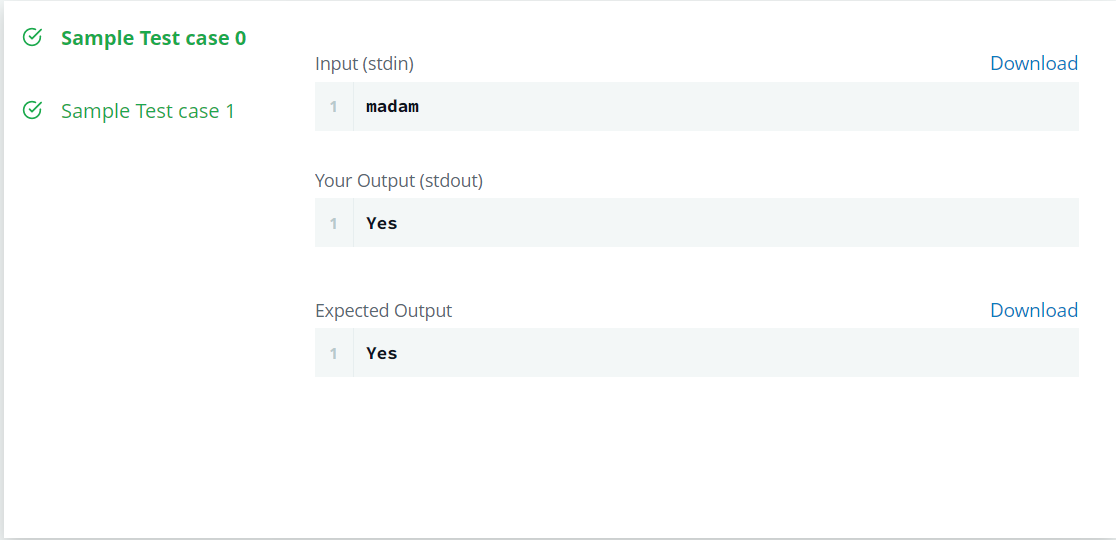 Sample Test case 0
Sample Test case 1
Input (stdin)
Download
1 madam
Your Output (stdout)
1 Yes
Expected Output
Download
1 Yes